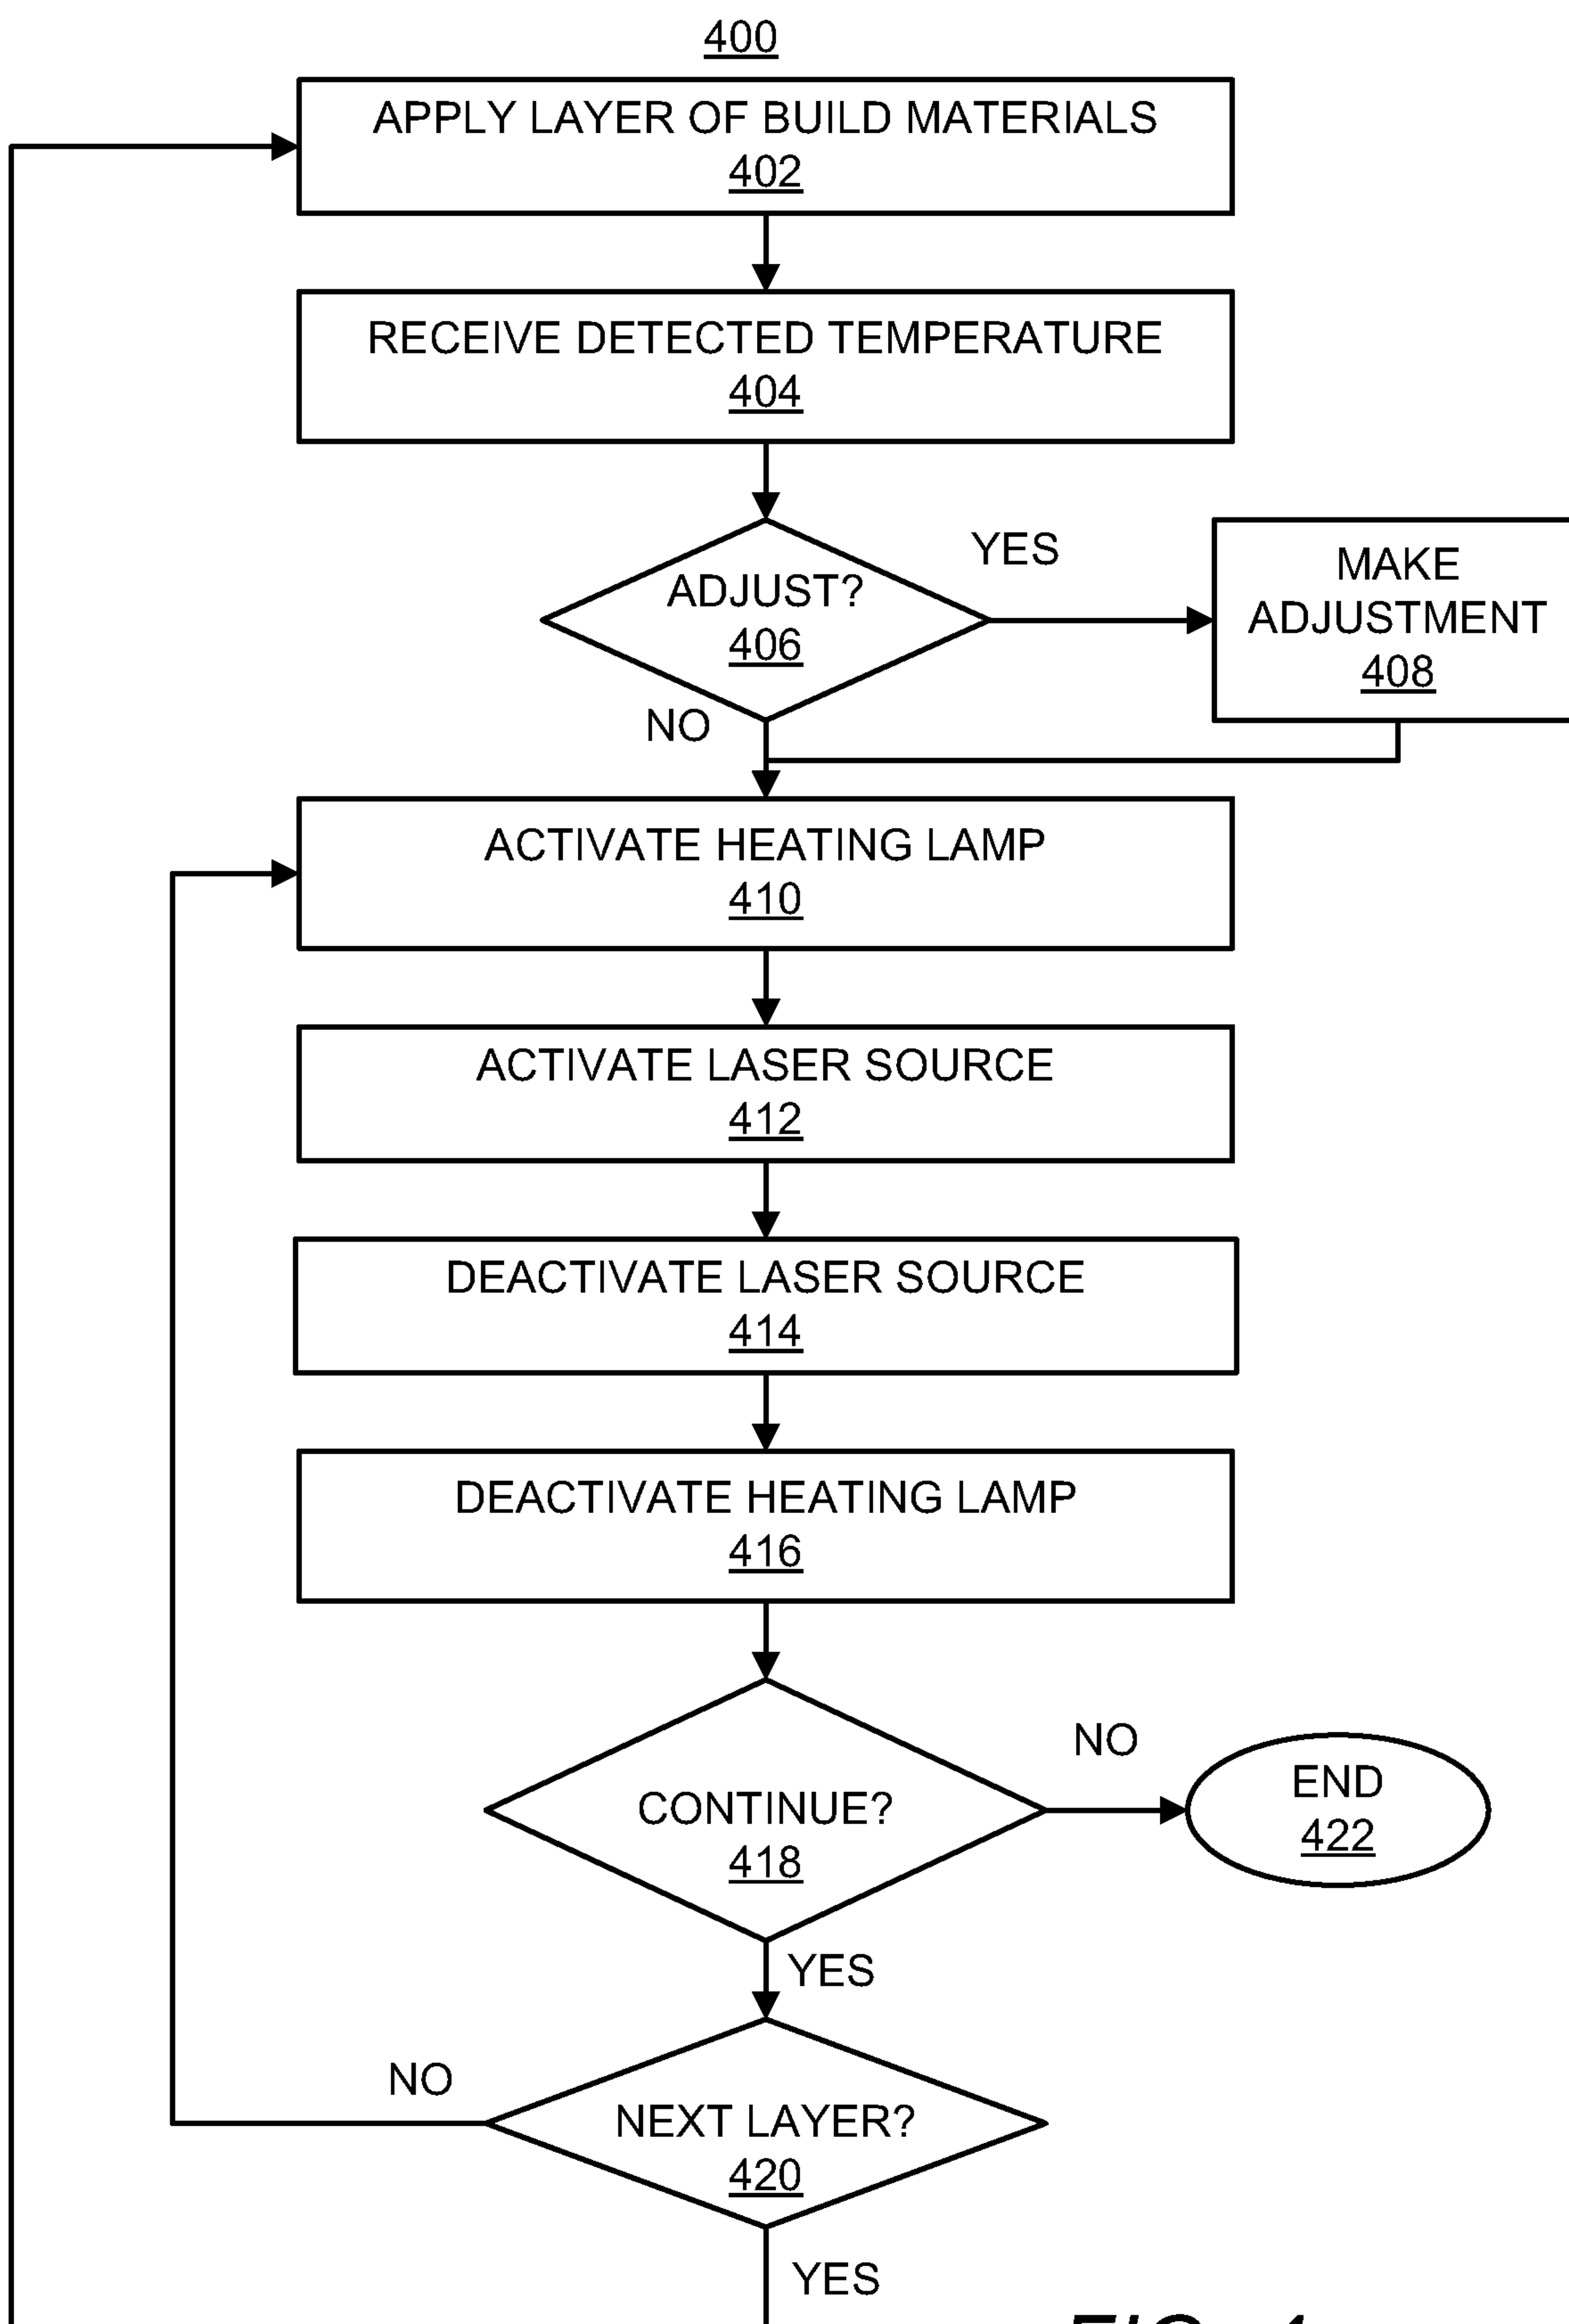 400
APPLY LAYER OF BUILD MATERIALS
402
RECEIVE DETECTED TEMPERATURE
404
ADJUST?
406
YES
MAKE
ADJUSTMENT
408
NO
ACTIVATE HEATING LAMP
410
ACTIVATE LASER SOURCE
412
DEACTIVATE LASER SOURCE
414
DEACTIVATE HEATING LAMP
416
CONTINUE?
418
NO
END
422
YES
NEXT LAYER?
420
NO
YES